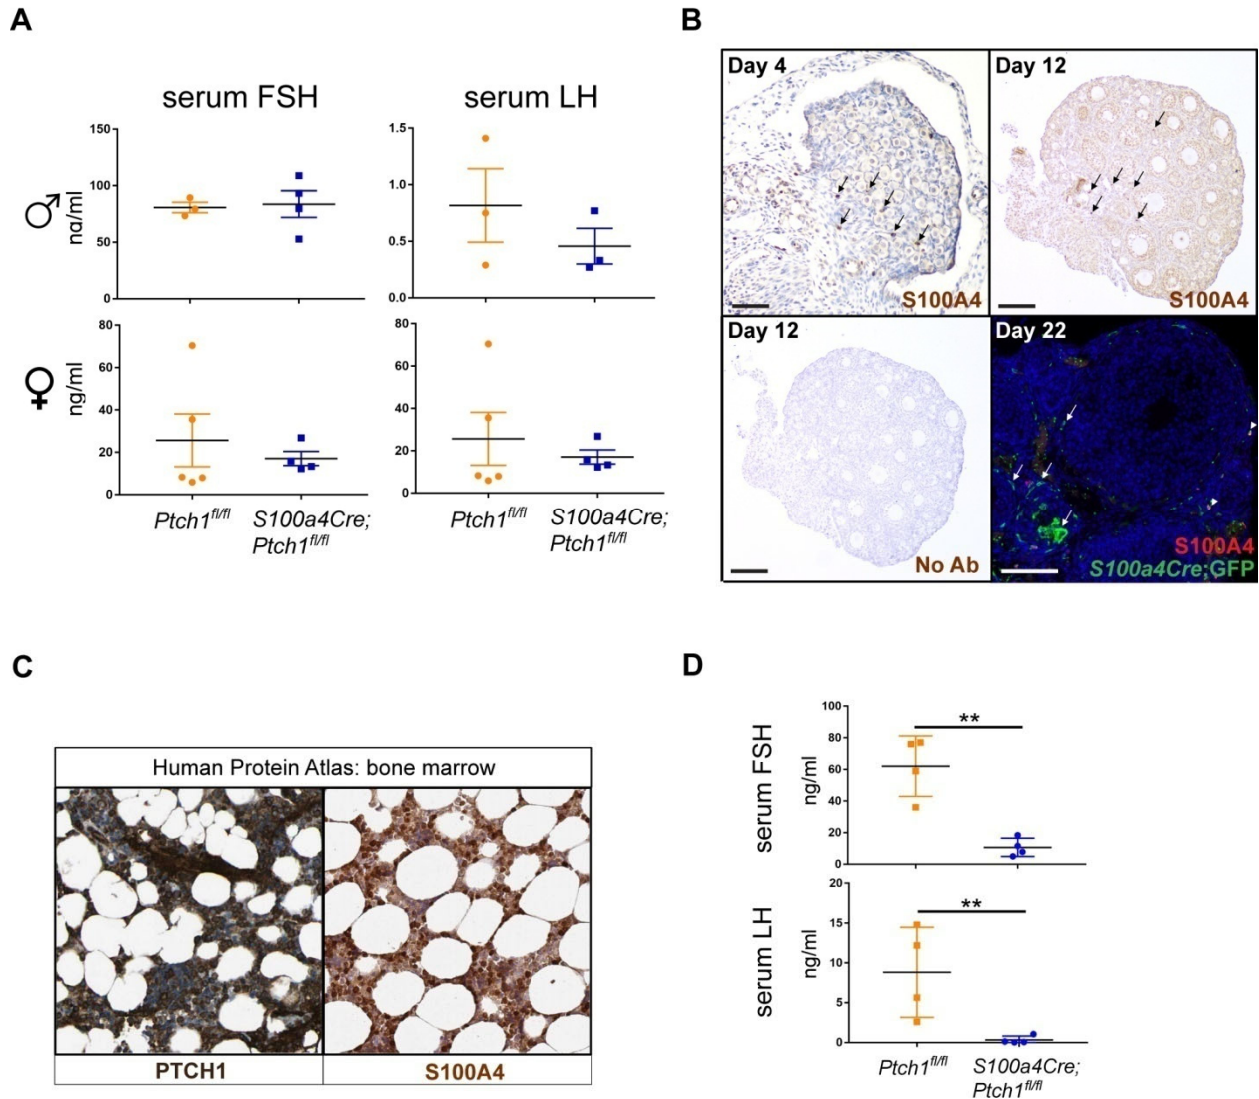 A
serum FSH
serum LH
♂
na/ml
150
100
50
0
1.5
1.0
0.5
0.0
♀
ng/ml
80
60
40
20
0
80
60
40
20
0
Ptch1fl/fl
S100a4Cre;
Ptch1fl/fl
Ptch1fl/fl
S100a4Cre;
Ptch1fl/fl
B
Day 4
S100A4
Day 12
S100A4
Day 12
No Ab
Day 22
S100A4
S100a4Cre;GFP
C
Human Protein Atlas: bone marrow
PTCH1
S100A4
D
serum FSH
ng/ml
100
80
60
40
20
0
**
serum LH
ng/ml
20
15
10
5
0
**
Ptch1fl/fl
S100a4Cre;
Ptch1fl/fl